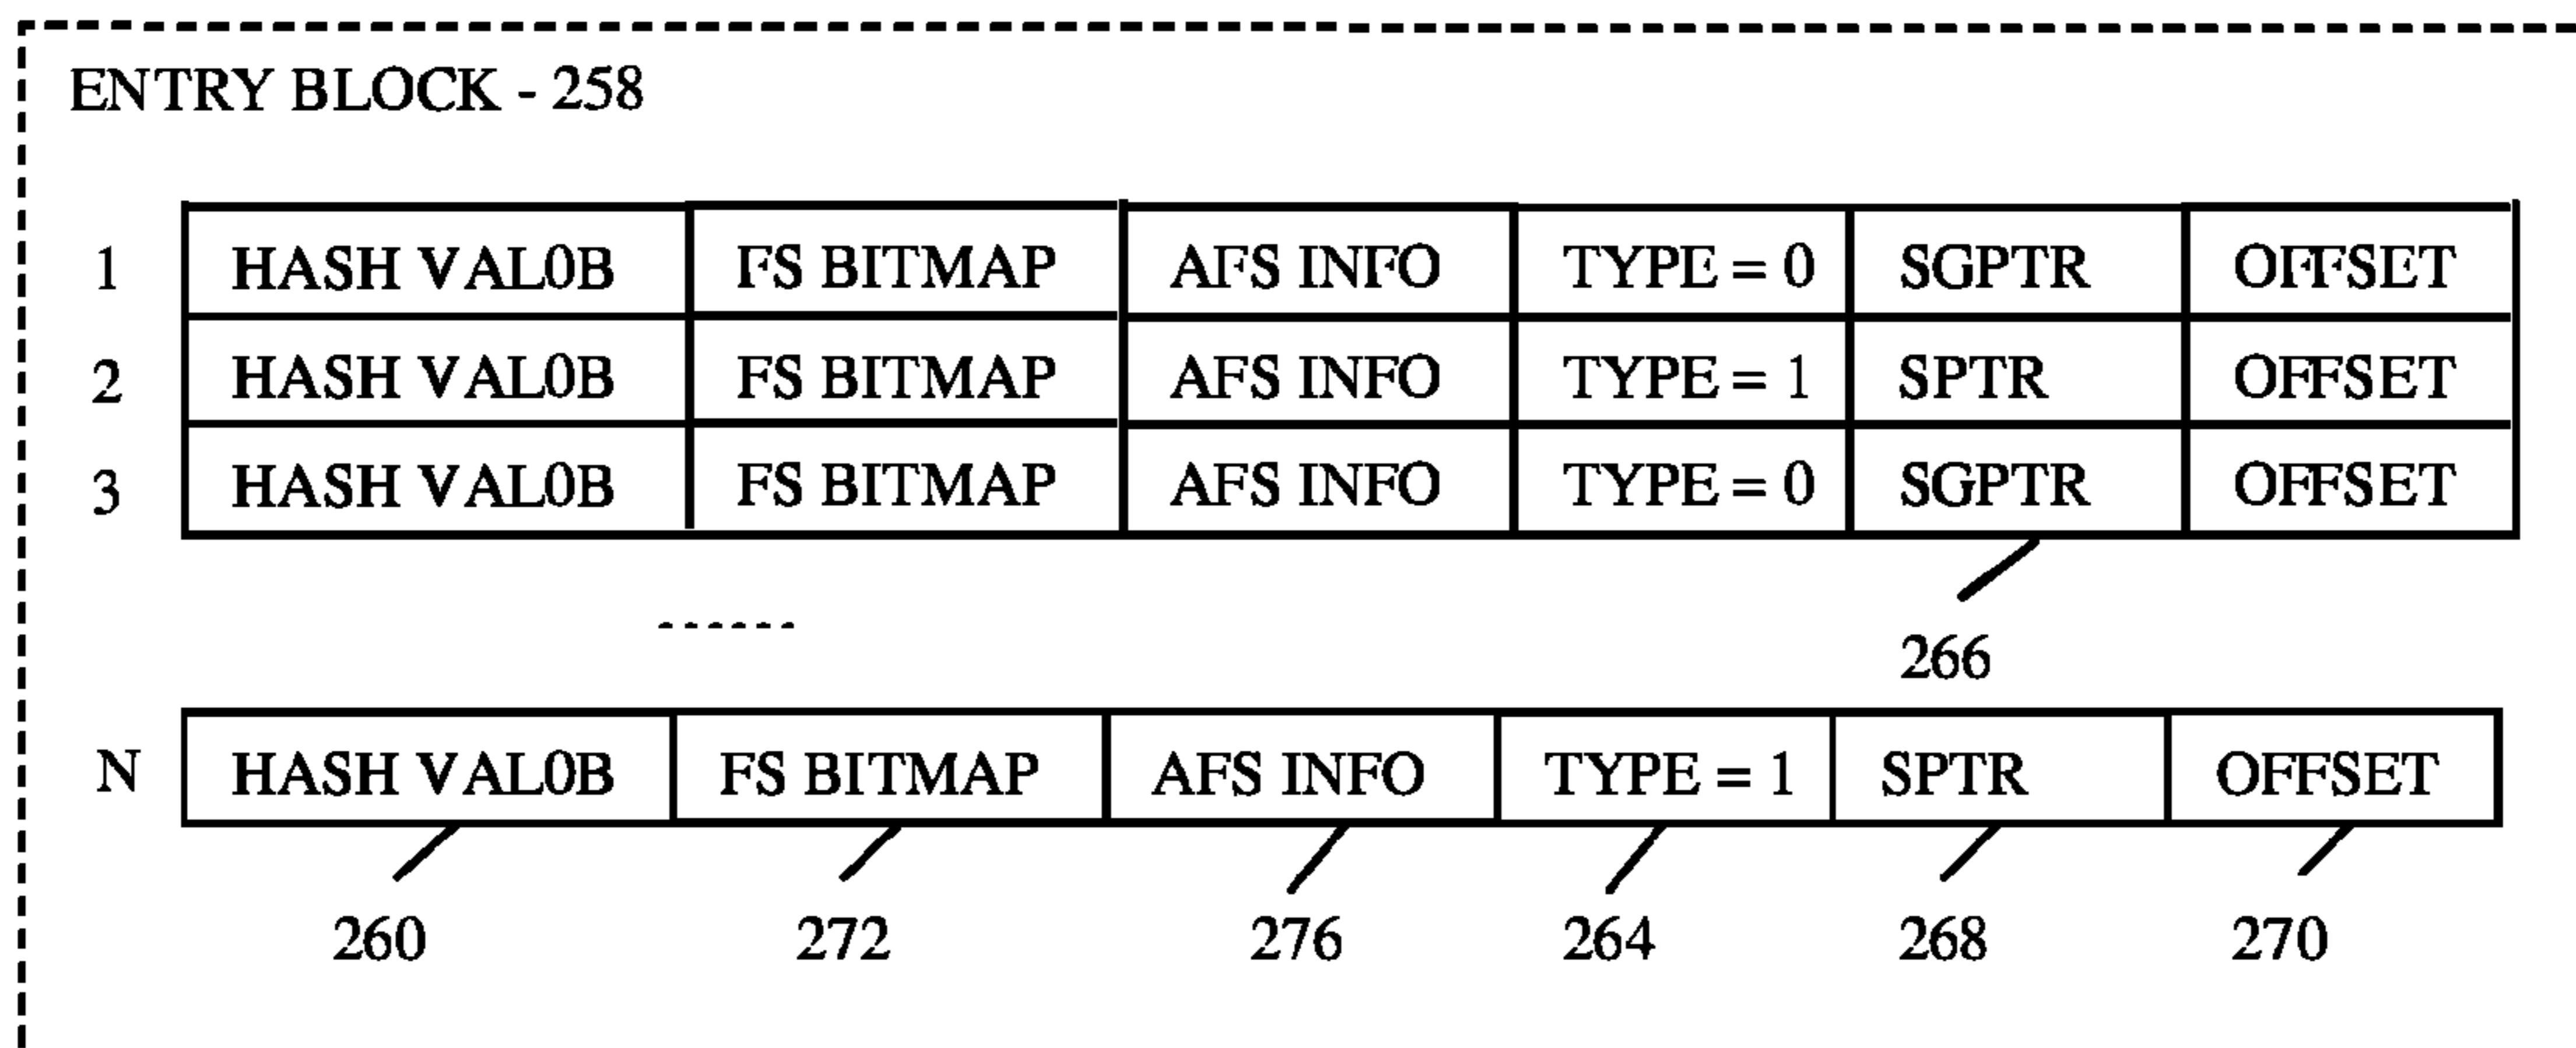 ENTRY BLOCK - 258
1 HASH VAL0B FS BITMAP AFS INFO TYPE = 0 SGPTR OFFSET
2 HASH VAL0B FS BITMAP AFS INFO TYPE = 1 SPTR OFFSET
3 HASH VAL0B FS BITMAP AFS INFO TYPE = 0 SGPTR OFFSET
......
266
N HASH VAL0B FS BITMAP AFS INFO TYPE = 1 SPTR OFFSET
260 272 276 264 268 270